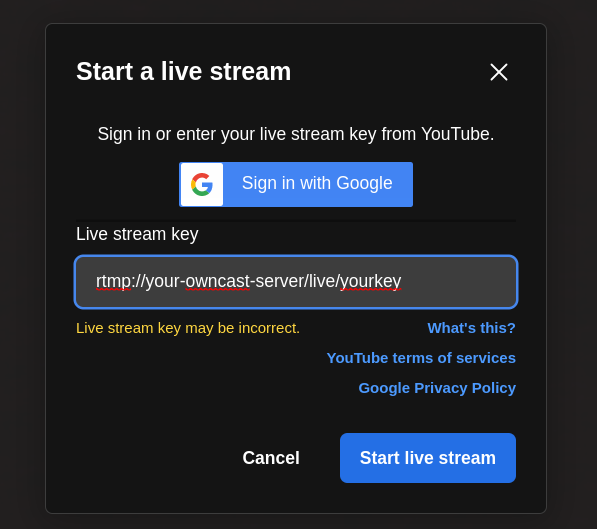 Start a live stream
Sign in or enter your live stream key from YouTube.
Sign in with Google
Live stream key
rtmp://your-owncast-server/live/yourkey
Live stream key may be incorrect.
What's this?
YouTube terms of services
Google Privacy Policy
Cancel
Start live stream